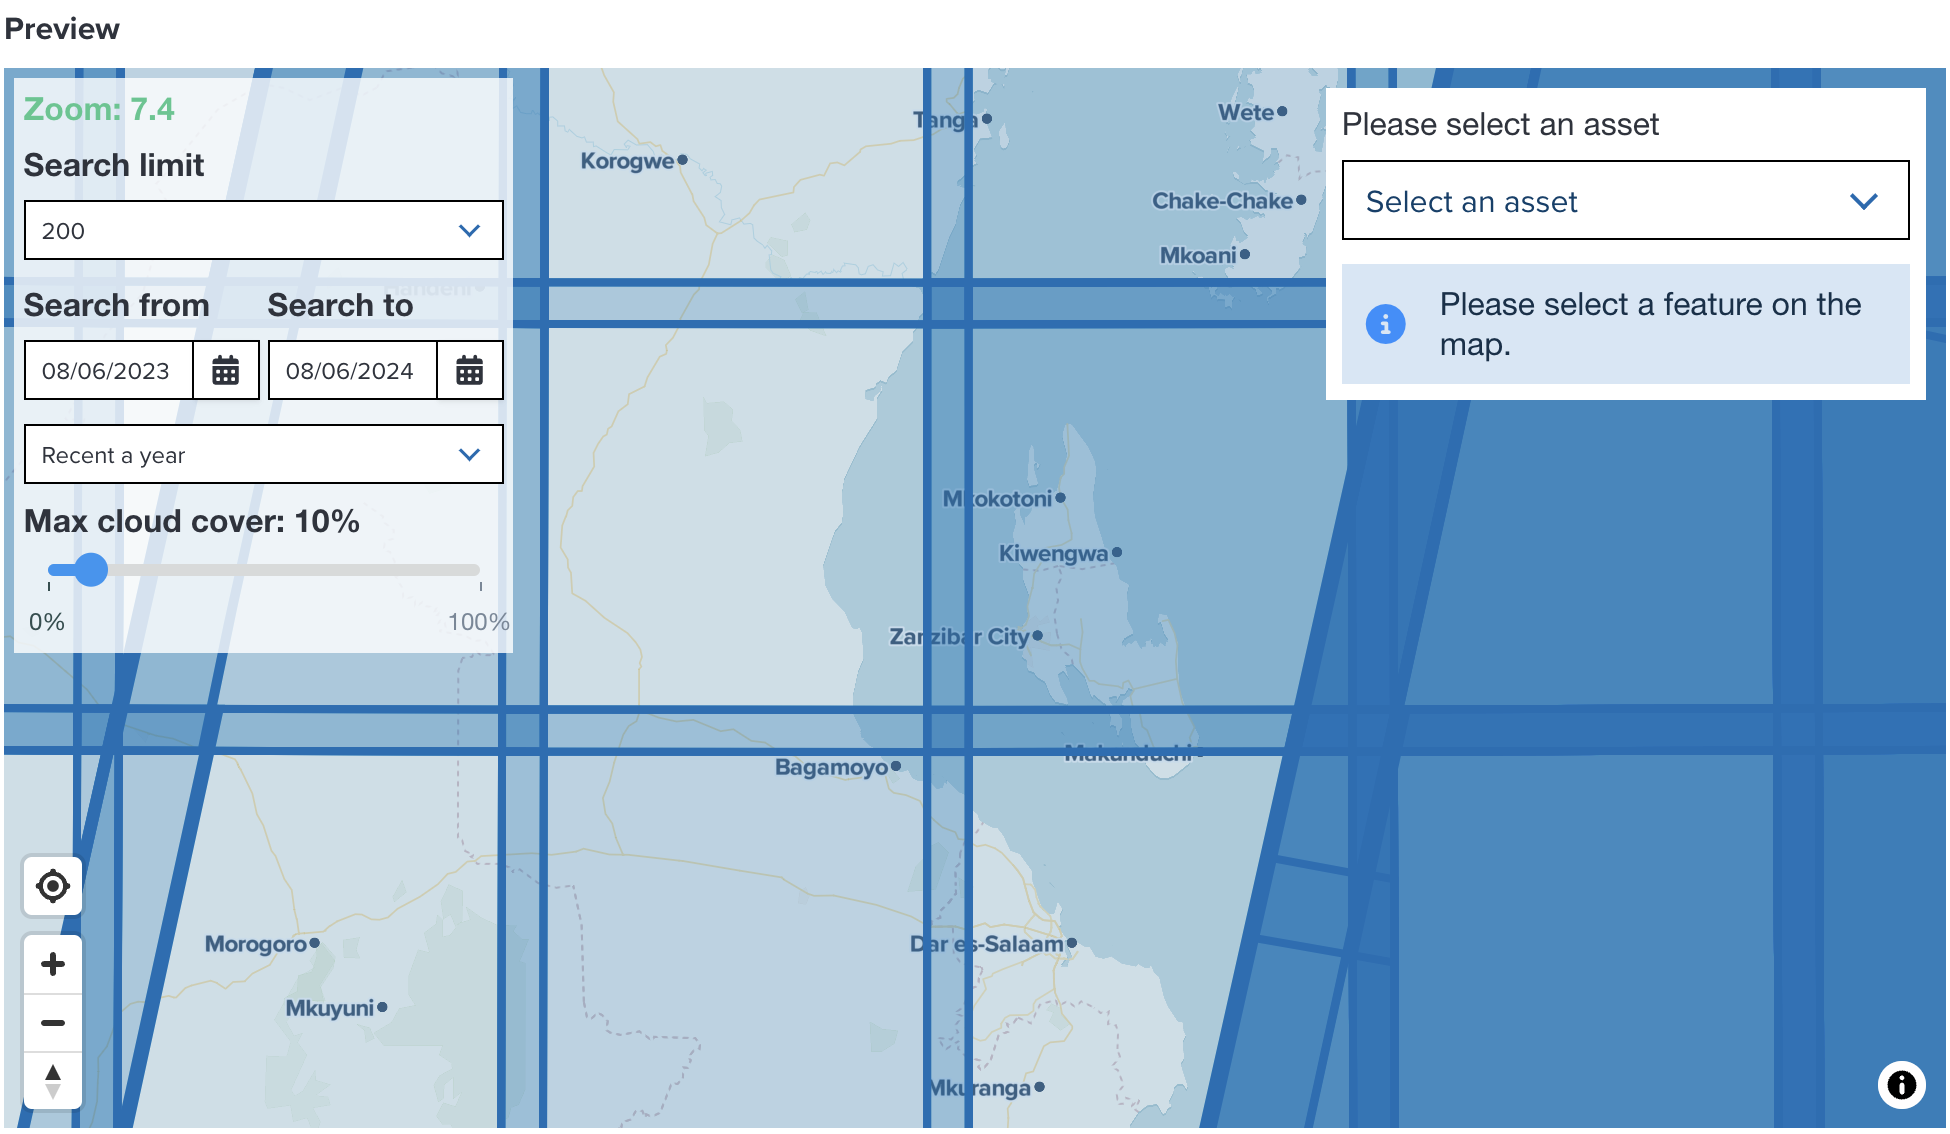 Preview
Zoom: 7.4
Search limit
200
Handeni
Search from
Search to
08/06/2023
08/06/2024
Recent a year
Max cloud cover: 10%
0%
100%
Tanga
Wete
Korogwe
Chake-Chake
Mkoani
Please select an asset
Select an asset
Please select a feature on the
map.
Mkokotoni
Kiwengwa
Zanzibar City
Makunduchi
Bagamoyo
Morogoro
Dar es-Salaam
Mkuyuni
Mkuranga